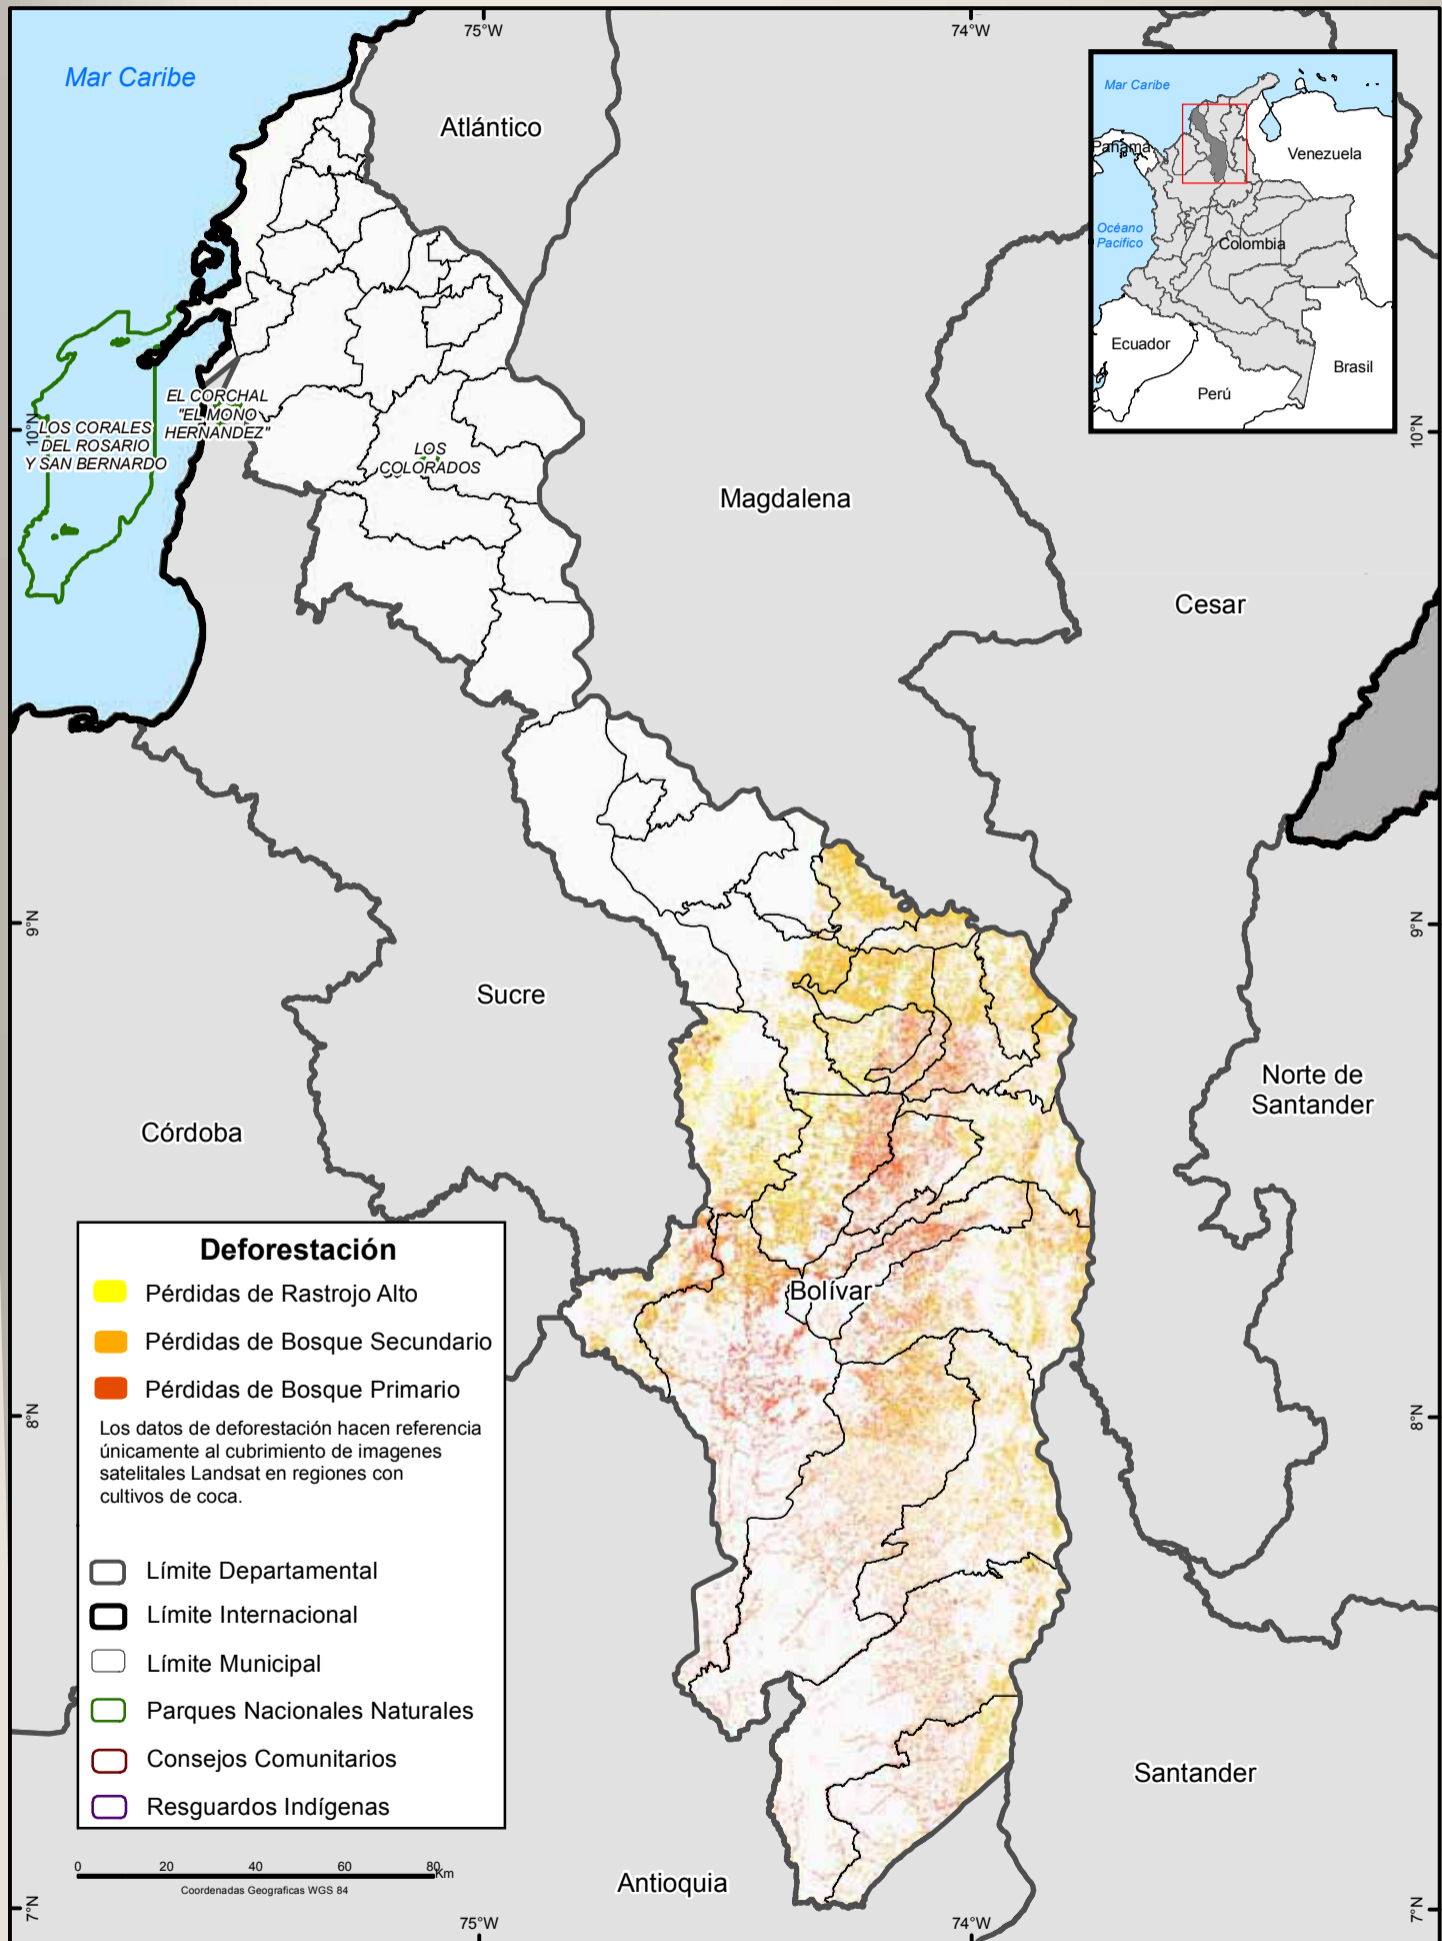 75°W
74°W
Mar Caribe
Atlántico
Mar Caribe
Panamá
Venezuela
Océano
Pacifico
Colombia
Ecuador
Perú
Brasil
EL CORCHAL
"EL MONO
HERNANDEZ"
LOS CORALES
DEL ROSARIO
Y SAN BERNARDO
LOS
COLORADOS
10°N
10°N
Magdalena
Cesar
9°N
9°N
Sucre
Córdoba
Norte de
Santander
Bolívar
Deforestación
Pérdidas de Rastrojo Alto
Pérdidas de Bosque Secundario
Pérdidas de Bosque Primario
Los datos de deforestación hacen referencia
únicamente al cubrimiento de imagenes
satelitales Landsat en regiones con
cultivos de coca.
Límite Departamental
Límite Internacional
Límite Municipal
Parques Nacionales Naturales
Consejos Comunitarios
Resguardos Indígenas
8°N
8°N
Santander
Antioquia
0 20 40 60 80 Km
Coordenadas Geograficas WGS 84
7°N
7°N
75°W
74°W